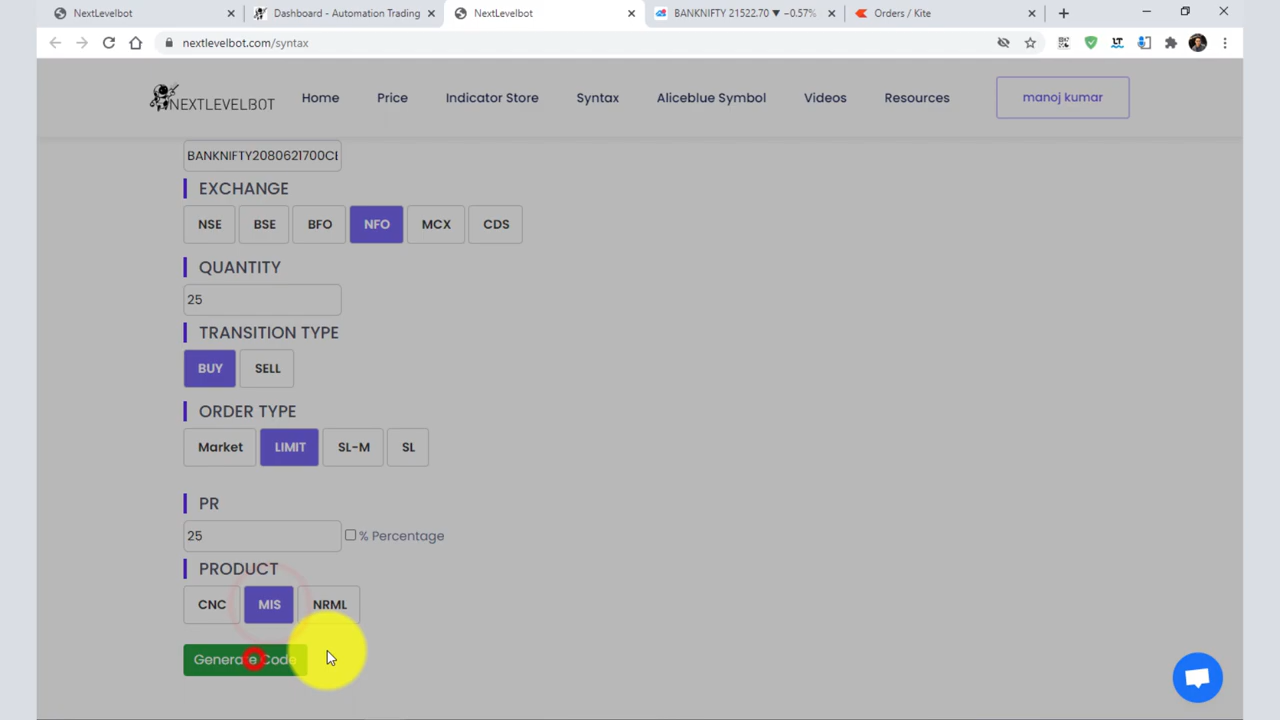 NextLevelbot
Dashboard - Automation Trading
NextLevelbot
BANKNIFTY 21522.70 ▼ −0.57%
Orders / Kite
nextlevelbot.com/syntax
NEXTLEVELBOT
Home
Price
Indicator Store
Syntax
Aliceblue Symbol
Videos
Resources
manoj kumar
BANKNIFTY2080621700CE
EXCHANGE
NSE
BSE
BFO
NFO
MCX
CDS
QUANTITY
25
TRANSITION TYPE
BUY
SELL
ORDER TYPE
Market
LIMIT
SL-M
SL
PR
25
% Percentage
PRODUCT
CNC
MIS
NRML
Generate Code